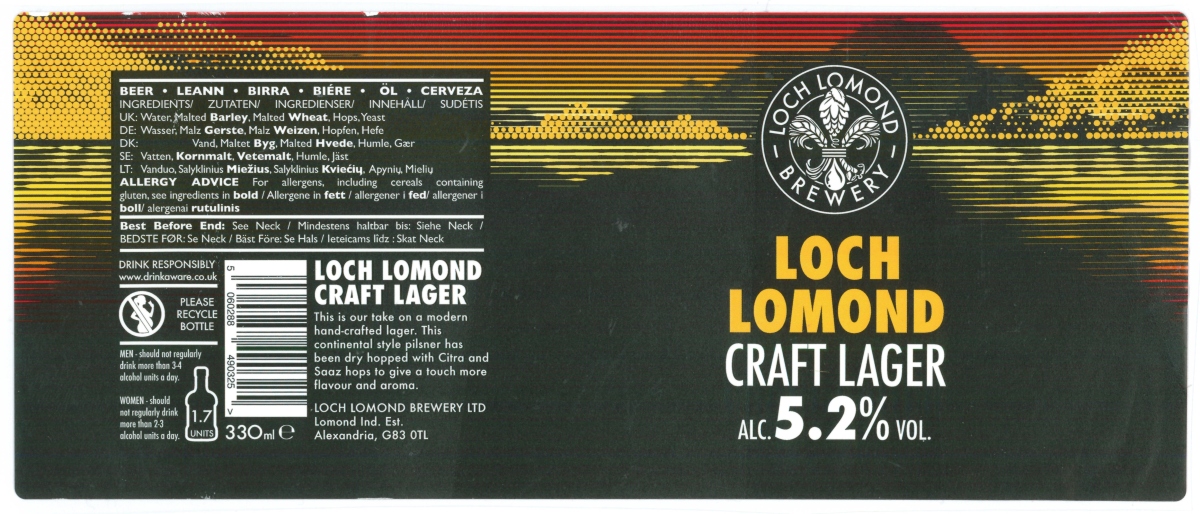 BEER • LEANN • BIRRA • BIÉRE • ÖL • CERVEZA
INGREDIENTS/ ZUTATEN/ INGREDIENSER/ INNEHÅLL/ SUDĖTIS
UK: Water, Malted Barley, Malted Wheat, Hops, Yeast
DE: Wasser, Malz Gerste, Malz Weizen, Hopfen, Hefe
DK: Vand, Maltet Byg, Malted Hvede, Humle, Gær
SE: Vatten, Kornmalt, Vetemalt, Humle, Jäst
LT: Vanduo, Salyklinius Miežius, Salyklinius Kviečių, Apynių, Mielių
ALLERGY ADVICE For allergens, including cereals containing
gluten, see ingredients in bold / Allergene in fett / allergener i fed/ allergener i
boll/ alergenai rutulinis
Best Before End: See Neck / Mindestens haltbar bis: Siehe Neck /
BEDSTE FØR: Se Neck / Bäst Före: Se Hals / Ieteicams līdz : Skat Neck
DRINK RESPONSIBLY
www.drinkaware.co.uk
PLEASE
RECYCLE
BOTTLE
MEN - should not regularly
drink more than 3-4
alcohol units a day.
WOMEN - should
not regularly drink
more than 2-3
alcohol units a day.
1.7
UNITS
5 060288 490325 >
330ml e
LOCH LOMOND
CRAFT LAGER
This is our take on a modern
hand-crafted lager. This
continental style pilsner has
been dry hopped with Citra and
Saaz hops to give a touch more
flavour and aroma.
LOCH LOMOND BREWERY LTD
Lomond Ind. Est.
Alexandria, G83 0TL
LOCH LOMOND
BREWERY
LOCH
LOMOND
CRAFT LAGER
ALC. 5.2% VOL.